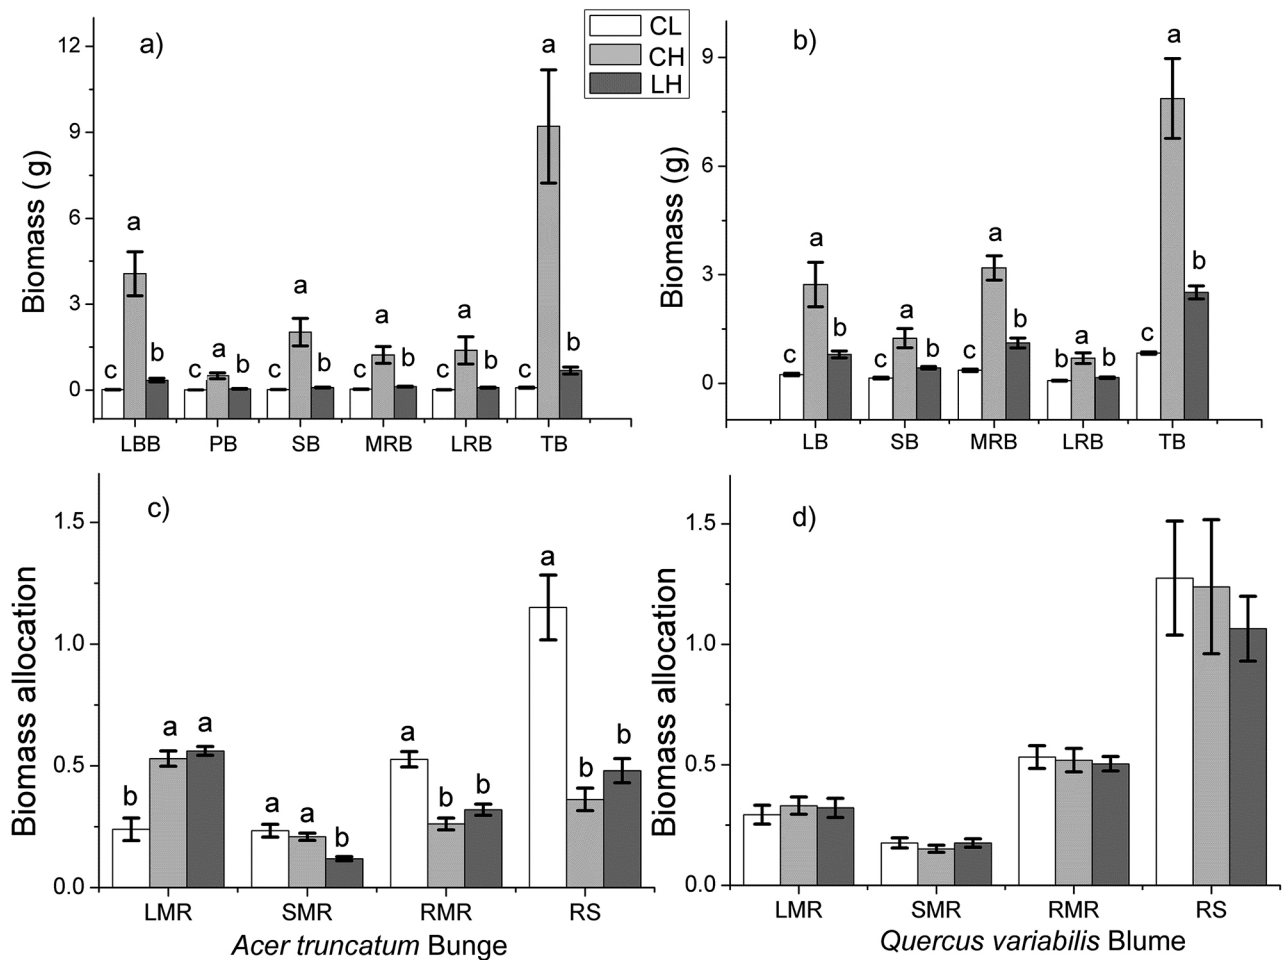 CL
CH
LH
a)
12
9
6
3
0
Biomass (g)
c a b
c a b
c a b
c a b
c a b
c a b
LBB PB SB MRB LRB TB
b)
9
6
3
0
Biomass (g)
c a b
c a b
c a b
b a b
c a b
LB SB MRB LRB TB
c)
1.5
1.0
0.5
0.0
Biomass allocation
b a a
a a b
a b b
a b b
LMR SMR RMR RS
Acer truncatum Bunge
d)
1.5
1.0
0.5
0.0
Biomass allocation
LMR SMR RMR RS
Quercus variabilis Blume